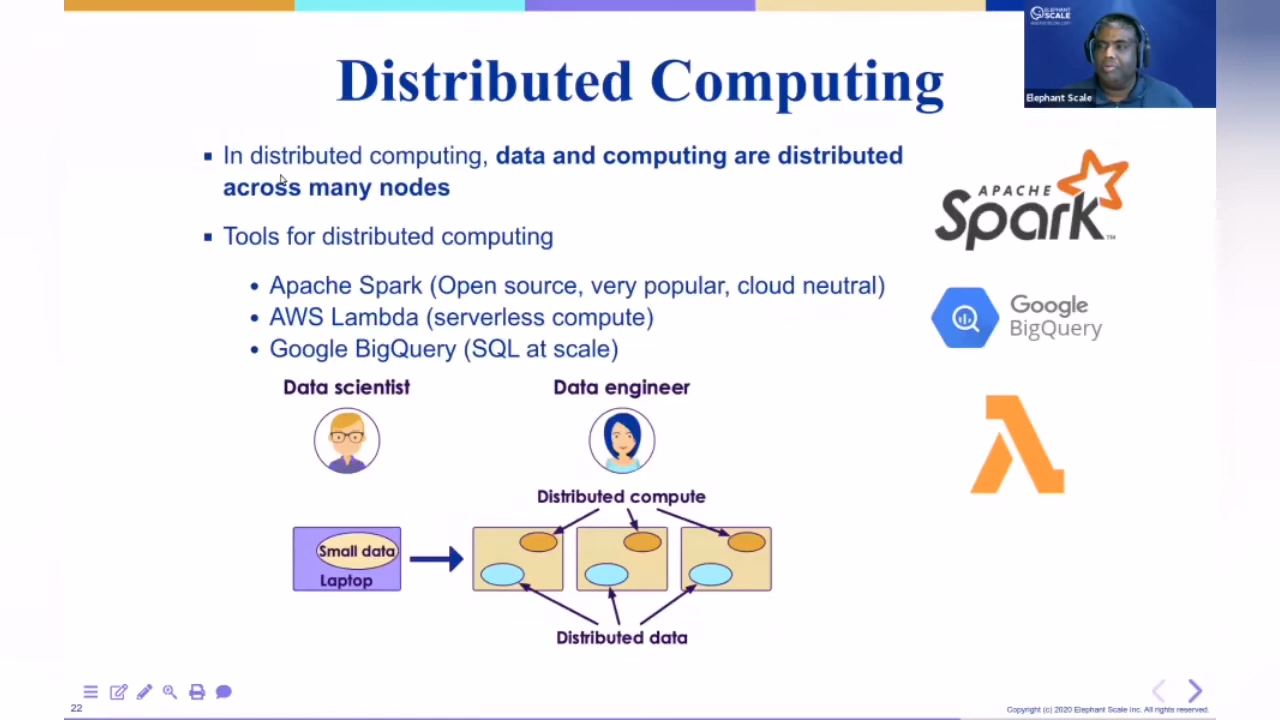 ELEPHANT
SCALE
Elephant Scale
Distributed Computing
In distributed computing, data and computing are distributed
across many nodes
Tools for distributed computing
Apache Spark (Open source, very popular, cloud neutral)
AWS Lambda (serverless compute)
Google BigQuery (SQL at scale)
APACHE
Spark™
Google
BigQuery
Data scientist
Data engineer
Distributed compute
Small data
Laptop
Distributed data
22
Copyright (c) 2020 Elephant Scale Inc. All rights reserved.